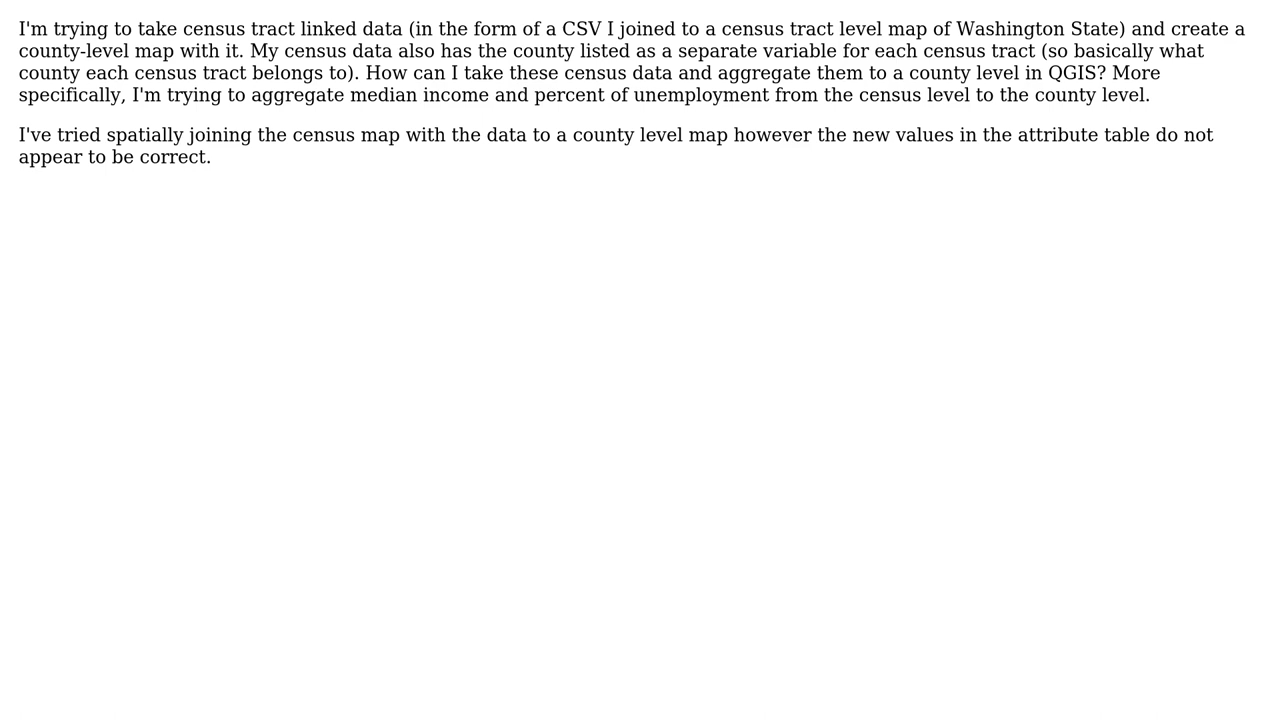 I'm trying to take census tract linked data (in the form of a CSV I joined to a census tract level map of Washington State) and create a
county-level map with it. My census data also has the county listed as a separate variable for each census tract (so basically what
county each census tract belongs to). How can I take these census data and aggregate them to a county level in QGIS? More
specifically, I'm trying to aggregate median income and percent of unemployment from the census level to the county level.
I've tried spatially joining the census map with the data to a county level map however the new values in the attribute table do not
appear to be correct.